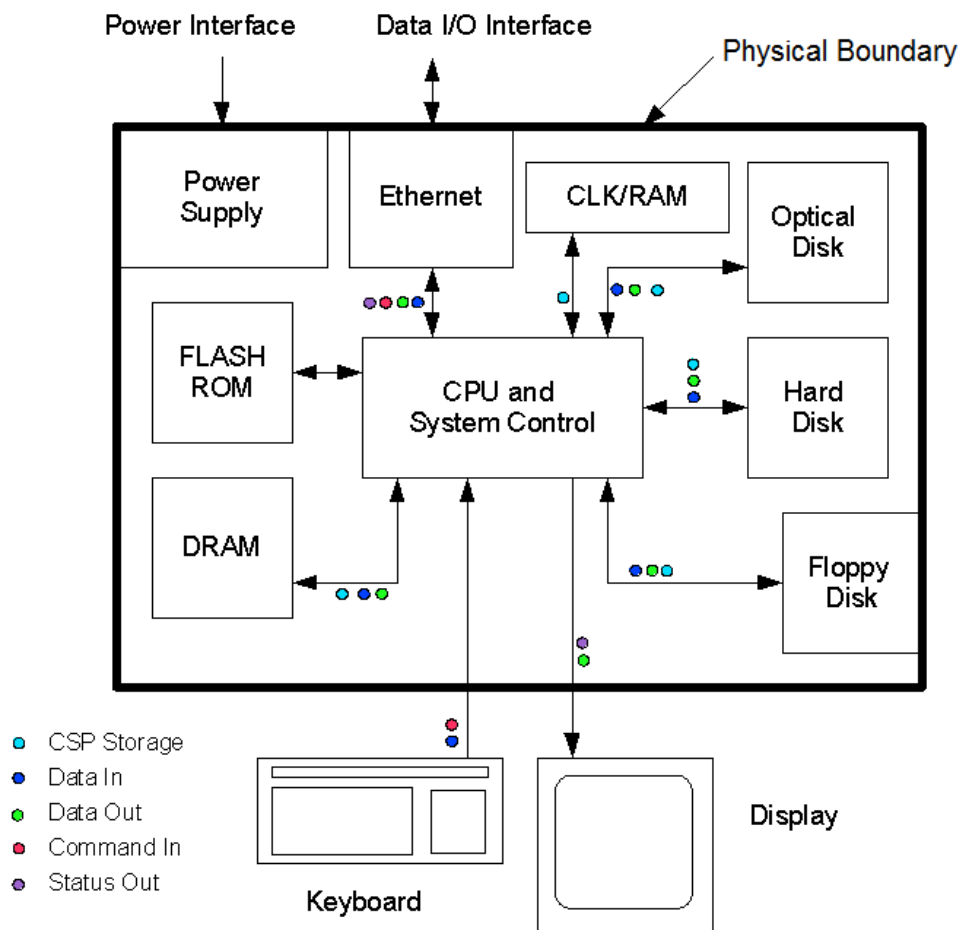 Power Interface
Data I/O Interface
Physical Boundary
Power
Supply
Ethernet
CLK/RAM
Optical
Disk
FLASH
ROM
CPU and
System Control
Hard
Disk
DRAM
Floppy
Disk
CSP Storage
Data In
Data Out
Command In
Status Out
Keyboard
Display